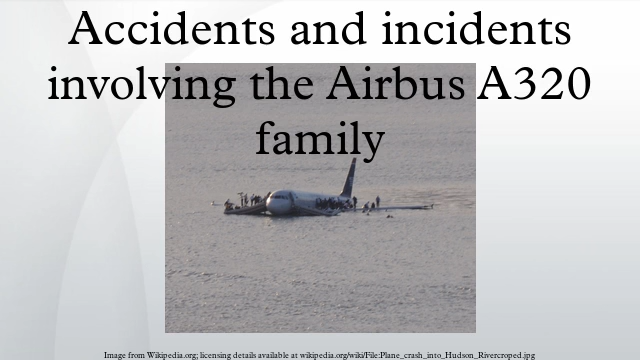 Accidents and incidents
involving the Airbus A320
family
Image from Wikipedia.org; licensing details available at wikipedia.org/wiki/File:Plane_crash_into_Hudson_Rivercroped.jpg